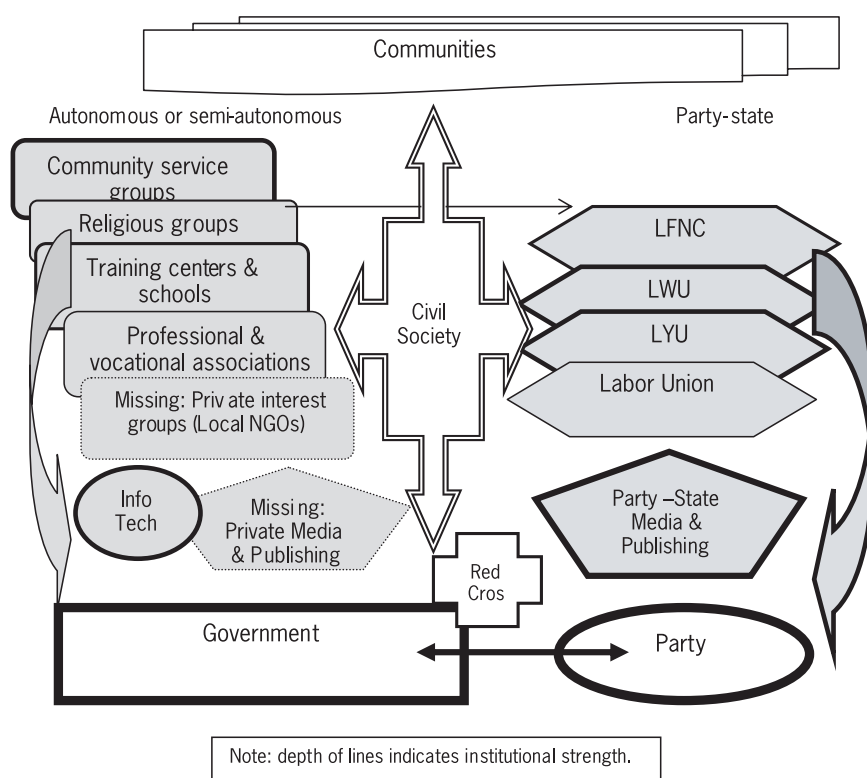 Communities
Autonomous or semi-autonomous
Party-state
Community service
groups
Religious groups
Training centers &
schools
Professional &
vocational associations
Missing: Private interest
groups (Local NGOs)
Info
Tech
Missing:
Private Media
& Publishing
Civil
Society
LFNC
LWU
LYU
Labor Union
Party –State
Media &
Publishing
Red
Cros
Government
Party
Note: depth of lines indicates institutional strength.